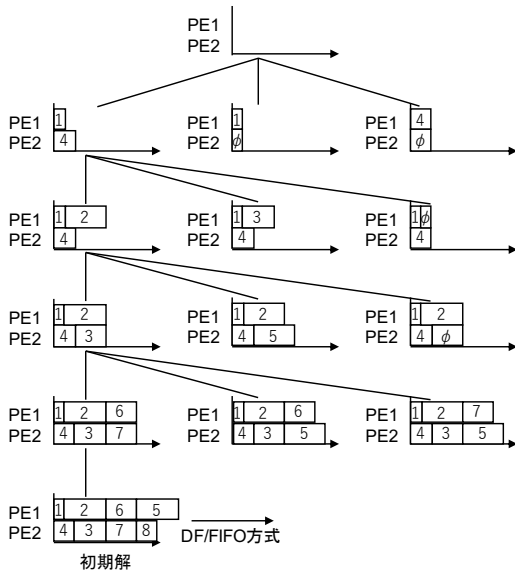 PE1
PE2
PE1 1
PE2 4
PE1 1
PE2 φ
PE1 4
PE2 φ
PE1 1 2
PE2 4
PE1 1 3
PE2 4
PE1 1 φ
PE2 4
PE1 1 2
PE2 4 3
PE1 1 2
PE2 4 5
PE1 1 2
PE2 4 φ
PE1 1 2 6
PE2 4 3 7
PE1 1 2 6
PE2 4 3 5
PE1 1 2 7
PE2 4 3 5
PE1 1 2 6 5
PE2 4 3 7 8
DF/FIFO方式
初期解